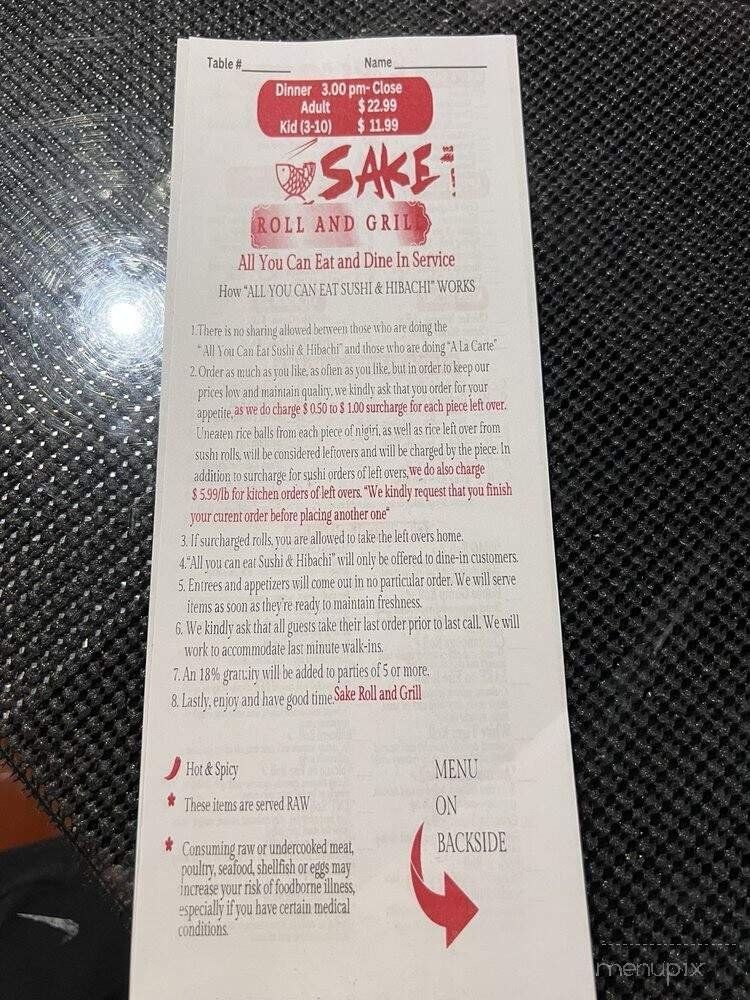 Table #______ Name ____________
Dinner 3.00 pm- Close
Adult $ 22.99
Kid (3-10) $ 11.99
SAKE
ROLL AND GRILL
All You Can Eat and Dine In Service
How "ALL YOU CAN EAT SUSHI & HIBACHI" WORKS
1.There is no sharing allowed between those who are doing the
" All You Can Eat Sushi & Hibachi" and those who are doing "A La Carte"
2. Order as much as you like, as often as you like, but in order to keep our
prices low and maintain quality, we kindly ask that you order for your
appetite, as we do charge $ 0.50 to $ 1.00 surcharge for each piece left over.
Uneaten rice balls from each piece of nigiri, as well as rice left over from
sushi rolls, will be considered leftovers and will be charged by the piece. In
addition to surcharge for sushi orders of left overs, we do also charge
$ 5.99/lb for kitchen orders of left overs. "We kindly request that you finish
your curent order before placing another one"
3. If surcharged rolls, you are allowed to take the left overs home.
4."All you can eat Sushi & Hibachi" will only be offered to dine-in customers.
5. Entrees and appetizers will come out in no particular order. We will serve
items as soon as they're ready to maintain freshness.
6. We kindly ask that all guests take their last order prior to last call. We will
work to accommodate last minute walk-ins.
7. An 18% gratuity will be added to parties of 5 or more.
8. Lastly, enjoy and have good time. Sake Roll and Grill
Hot & Spicy
* These items are served RAW
* Consuming raw or undercooked meat,
poultry, seafood, shellfish or eggs may
increase your risk of foodborne illness,
especially if you have certain medical
conditions.
MENU
ON
BACKSIDE
menupix